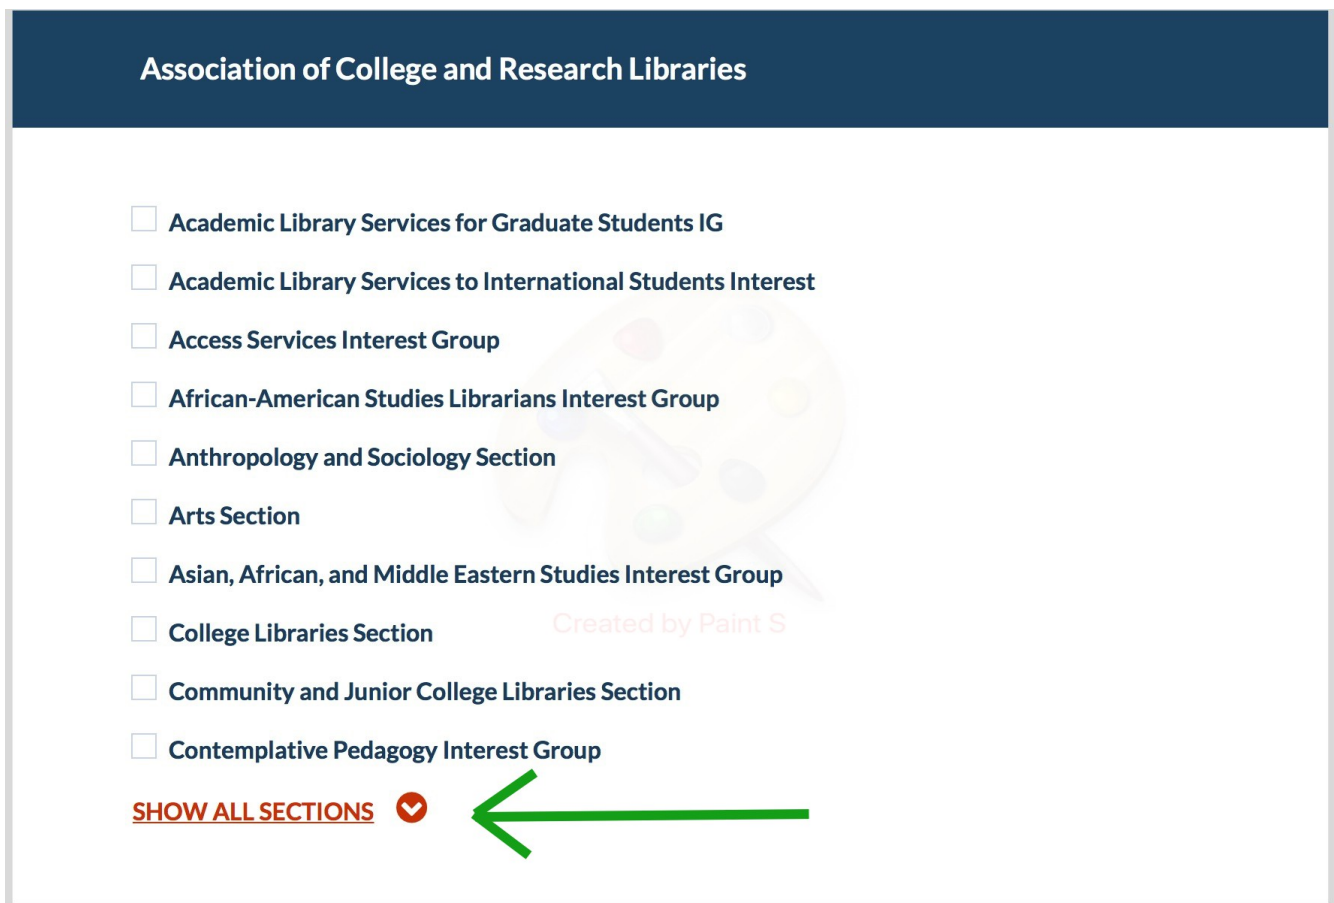 Association of College and Research Libraries
Academic Library Services for Graduate Students IG
Academic Library Services to International Students Interest
Access Services Interest Group
African-American Studies Librarians Interest Group
Anthropology and Sociology Section
Arts Section
Asian, African, and Middle Eastern Studies Interest Group
College Libraries Section
Created by Paint S
Community and Junior College Libraries Section
Contemplative Pedagogy Interest Group
SHOW ALL SECTIONS